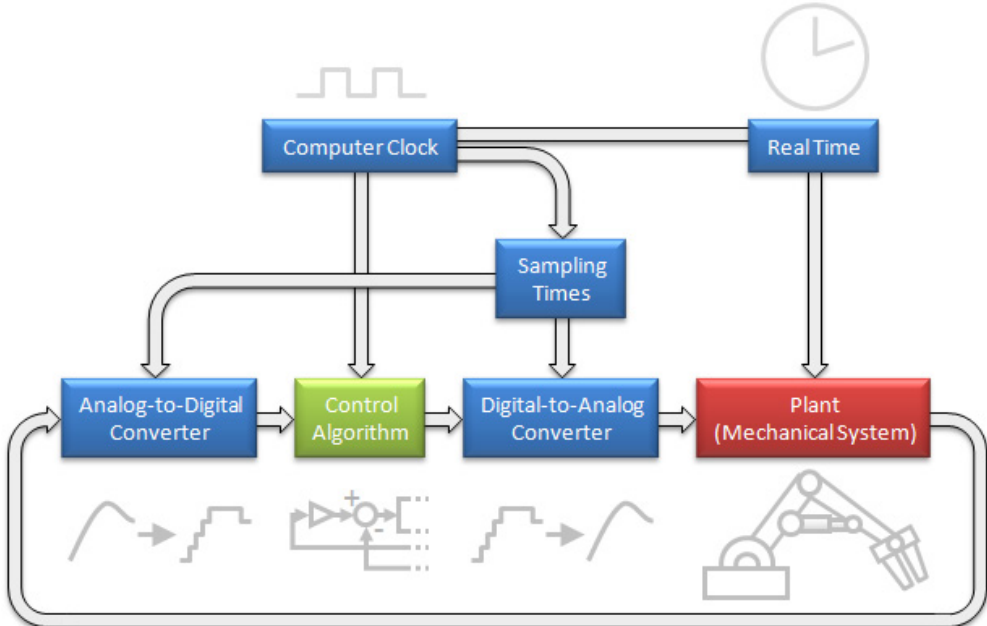 Computer Clock
Real Time
Sampling
Times
Analog-to-Digital
Converter
Control
Algorithm
Digital-to-Analog
Converter
Plant
(Mechanical System)
+
-